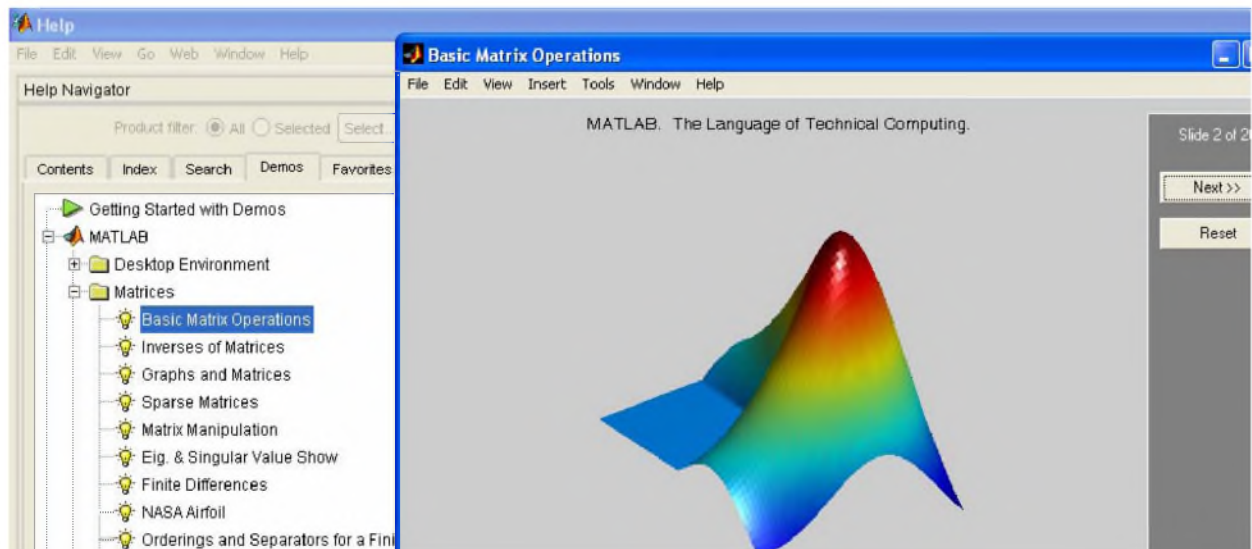 Help
File Edit View Go Web Window Help
Help Navigator
Product filter: All Selected Select...
Contents Index Search Demos Favorites
Getting Started with Demos
MATLAB
Desktop Environment
Matrices
Basic Matrix Operations
Inverses of Matrices
Graphs and Matrices
Sparse Matrices
Matrix Manipulation
Eig. & Singular Value Show
Finite Differences
NASA Airfoil
Orderings and Separators for a Fini
Basic Matrix Operations
File Edit View Insert Tools Window Help
MATLAB. The Language of Technical Computing.
Slide 2 of
Next >>
Reset